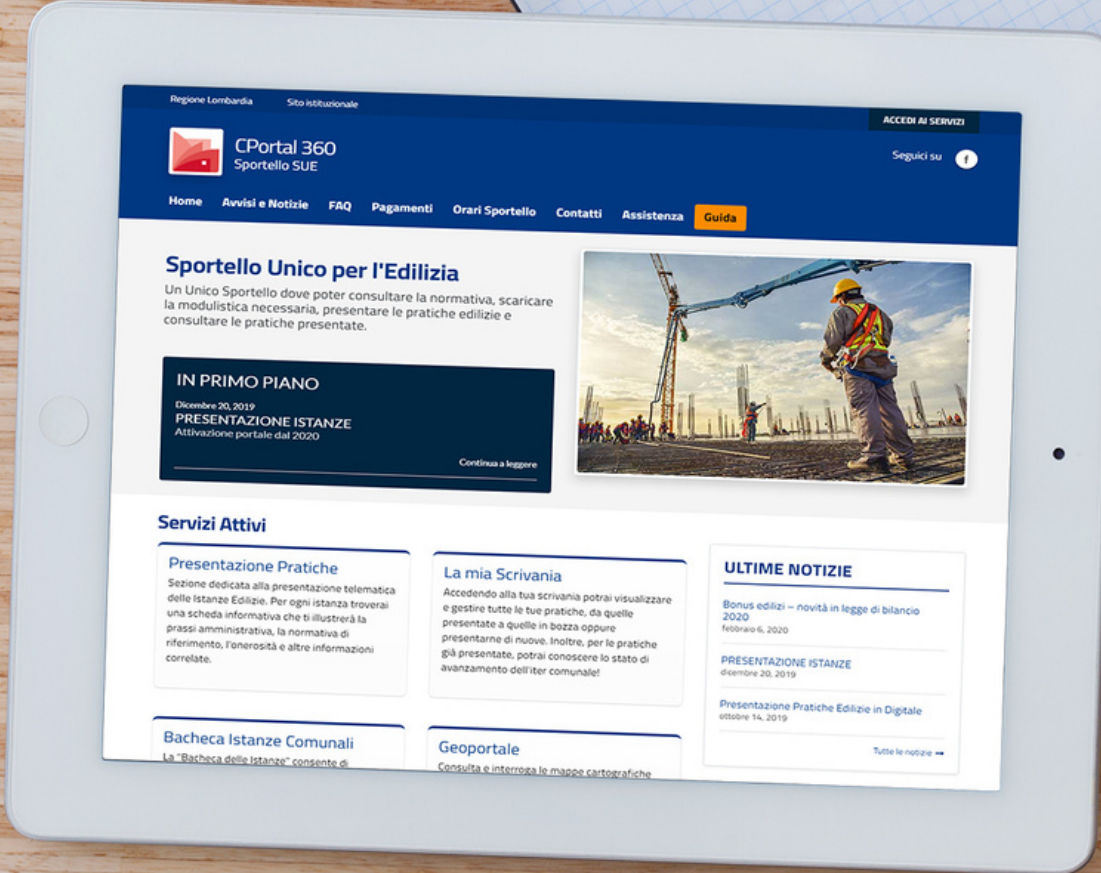 Regione Lombardia Sito istituzionale
ACCEDI AI SERVIZI
CPortal 360
Sportello SUE
Seguici su f
Home Avvisi e Notizie FAQ Pagamenti Orari Sportello Contatti Assistenza Guida
Sportello Unico per l'Edilizia
Un Unico Sportello dove poter consultare la normativa, scaricare
la modulistica necessaria, presentare le pratiche edilizie e
consultare le pratiche presentate.
IN PRIMO PIANO
Dicembre 20, 2019
PRESENTAZIONE ISTANZE
Attivazione portale dal 2020
Continua a leggere
Servizi Attivi
Presentazione Pratiche
Sezione dedicata alla presentazione telematica
delle Istanze Edilizie. Per ogni istanza troverai
una scheda informativa che ti illustrerà la
prassi amministrativa, la normativa di
riferimento, l'onerosità e altre informazioni
correlate.
La mia Scrivania
Accedendo alla tua scrivania potrai visualizzare
e gestire tutte le tue pratiche, da quelle
presentate a quelle in bozza oppure
presentarne di nuove. Inoltre, per le pratiche
già presentate, potrai conoscere lo stato di
avanzamento dell'iter comunale!
ULTIME NOTIZIE
Bonus edilizi – novità in legge di bilancio
2020
febbraio 6, 2020
PRESENTAZIONE ISTANZE
dicembre 20, 2019
Presentazione Pratiche Edilizie in Digitale
ottobre 14, 2019
Tutte le notizie ➞
Bacheca Istanze Comunali
La "Bacheca delle Istanze" consente di
Geoportale
Consulta e interroga le mappe cartografiche